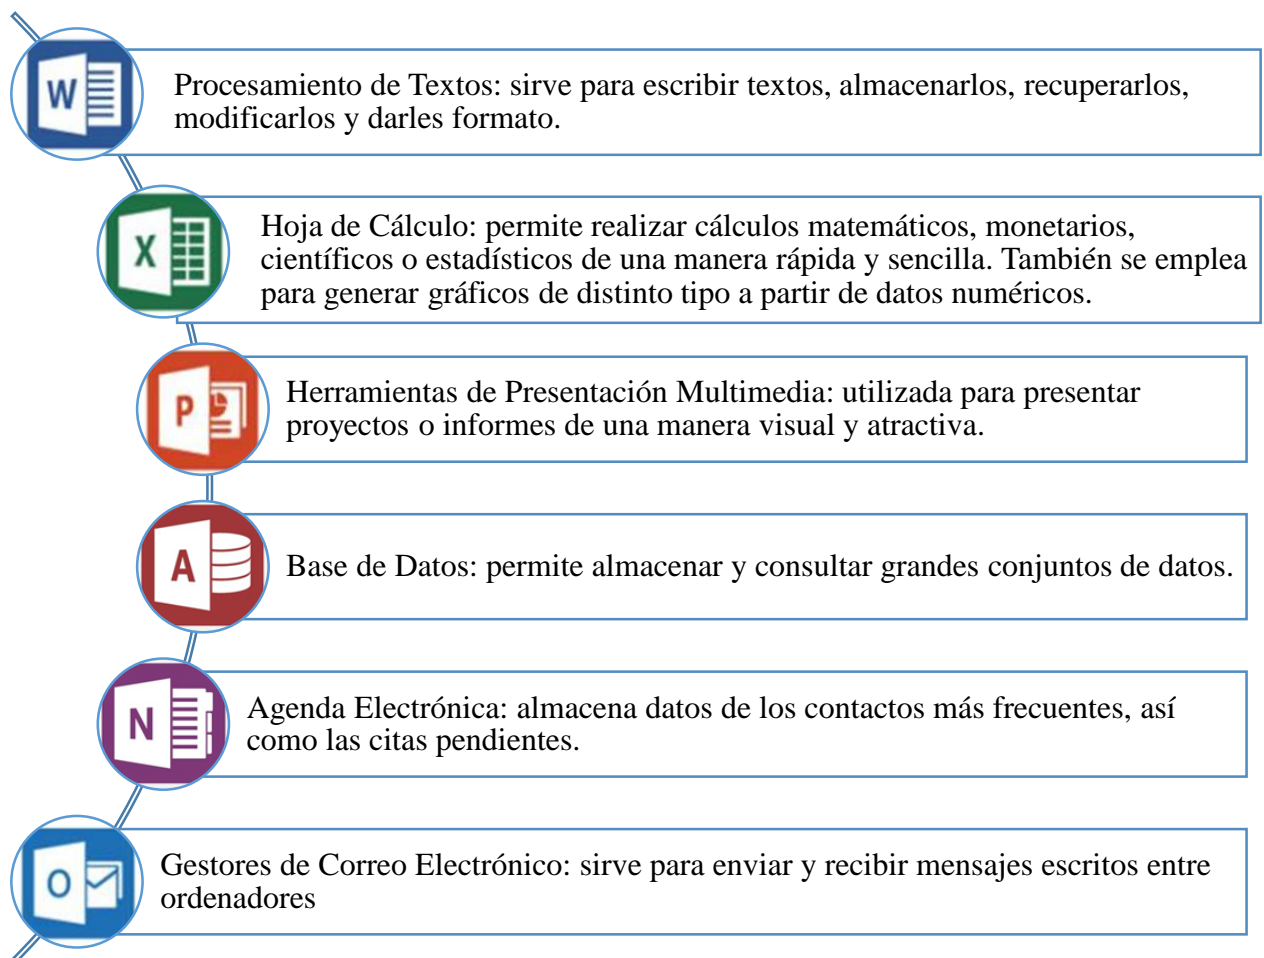 W
Procesamiento de Textos: sirve para escribir textos, almacenarlos, recuperarlos,
modificarlos y darles formato.
X
Hoja de Cálculo: permite realizar cálculos matemáticos, monetarios,
científicos o estadísticos de una manera rápida y sencilla. También se emplea
para generar gráficos de distinto tipo a partir de datos numéricos.
P
Herramientas de Presentación Multimedia: utilizada para presentar
proyectos o informes de una manera visual y atractiva.
A
Base de Datos: permite almacenar y consultar grandes conjuntos de datos.
N
Agenda Electrónica: almacena datos de los contactos más frecuentes, así
como las citas pendientes.
O
Gestores de Correo Electrónico: sirve para enviar y recibir mensajes escritos entre
ordenadores